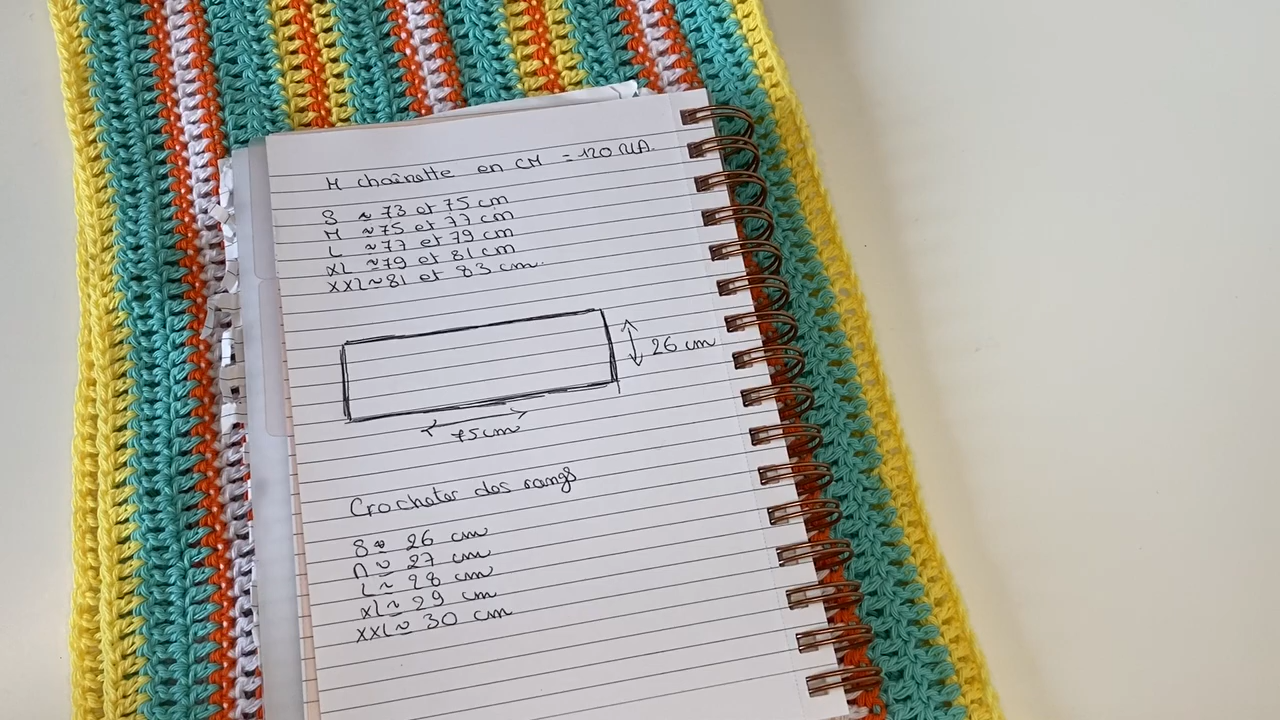 M chaînette en CM = 120 MA.
S ≈ 73 et 75 cm
M ≈ 75 et 77 cm
L ≈ 77 et 79 cm
XL ≈ 79 et 81 cm
XXL ≈ 81 et 83 cm.
26 cm
75 cm
Crocheter des rangs
S ≈ 26 cm
M ≈ 27 cm
L ≈ 28 cm
XL ≈ 29 cm
XXL ≈ 30 cm